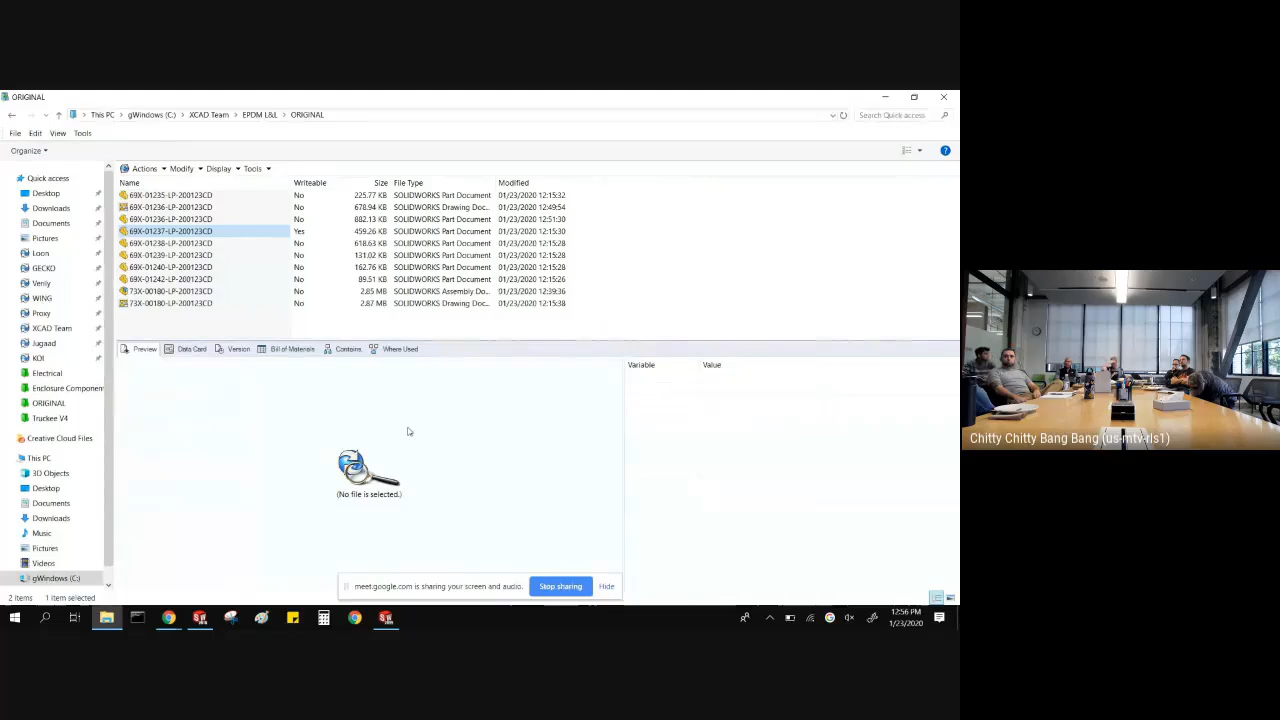 ORIGINAL
This PC > gWindows (C:) > XCAD Team > EPDM L&L > ORIGINAL
Search Quick access
File Edit View Tools
Organize
Actions Modify Display Tools
Name Writeable Size File Type Modified
69X-01235-LP-200123CD No 225.77 KB SOLIDWORKS Part Document 01/23/2020 12:15:32
69X-01236-LP-200123CD No 678.94 KB SOLIDWORKS Drawing Doc... 01/23/2020 12:49:54
69X-01236-LP-200123CD No 882.13 KB SOLIDWORKS Part Document 01/23/2020 12:51:30
69X-01237-LP-200123CD Yes 459.26 KB SOLIDWORKS Part Document 01/23/2020 12:15:30
69X-01238-LP-200123CD No 618.63 KB SOLIDWORKS Part Document 01/23/2020 12:15:28
69X-01239-LP-200123CD No 131.02 KB SOLIDWORKS Part Document 01/23/2020 12:15:28
69X-01240-LP-200123CD No 162.76 KB SOLIDWORKS Part Document 01/23/2020 12:15:28
69X-01242-LP-200123CD No 89.51 KB SOLIDWORKS Part Document 01/23/2020 12:15:26
73X-00180-LP-200123CD No 2.85 MB SOLIDWORKS Assembly Do... 01/23/2020 12:39:36
73X-00180-LP-200123CD No 2.87 MB SOLIDWORKS Drawing Doc... 01/23/2020 12:15:38
Quick access
Desktop
Downloads
Documents
Pictures
Loon
GECKO
Verily
WING
Proxy
XCAD Team
Jugaad
KOI
Electrical
Enclosure Component
ORIGINAL
Truckee V4
Creative Cloud Files
This PC
3D Objects
Desktop
Documents
Downloads
Music
Pictures
Videos
gWindows (C:)
Preview Data Card Version Bill of Materials Contains Where Used
Variable Value
(No file is selected.)
meet.google.com is sharing your screen and audio. Stop sharing Hide
2 items 1 item selected
12:56 PM
1/23/2020
Chitty Chitty Bang Bang (us-mtv-rls1)